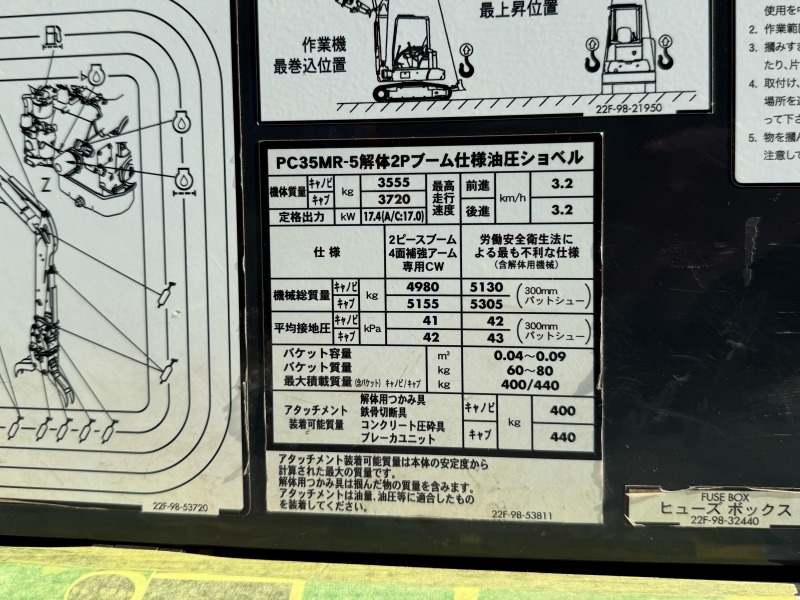 作業機
最巻込位置
最上昇位置
22F-98-21950
使用を
2. 作業範
3. 掴みす
たり、片
4. 取付け、
場所を
って下さ
5. 物を掴ん
注意して
Z
22F-98-53720
PC35MR-5解体2Pブーム仕様油圧ショベル
機体質量 キャノピ kg 3555 最高走行速度 前進 km/h 3.2
キャブ 3720 後進 3.2
定格出力 kW 17.4(A/C:17.0)
仕様 2ピースブーム 4面補強アーム 専用CW 労働安全衛生法による最も不利な仕様 (含解体用機械)
機械総質量 キャノピ kg 4980 5130 (300mm パットシュー)
キャブ 5155 5305
平均接地圧 キャノピ kPa 41 42 (300mm パットシュー)
キャブ 42 43
バケット容量 m³ 0.04〜0.09
バケット質量 kg 60〜80
最大積載質量(含バケット) キャノピ/キャブ kg 400/440
アタッチメント装着可能質量 解体用つかみ具 キャノピ kg 400
鉄骨切断具
コンクリート圧砕具 キャブ 440
ブレーカユニット
アタッチメント装着可能質量は本体の安定度から
計算された最大の質量です。
解体用つかみ具は掴んだ物の質量を含みます。
アタッチメントは油量、油圧等に適合したもの
を装着してください。
22F-98-53811
FUSE BOX
ヒューズ ボックス
22F-98-32440